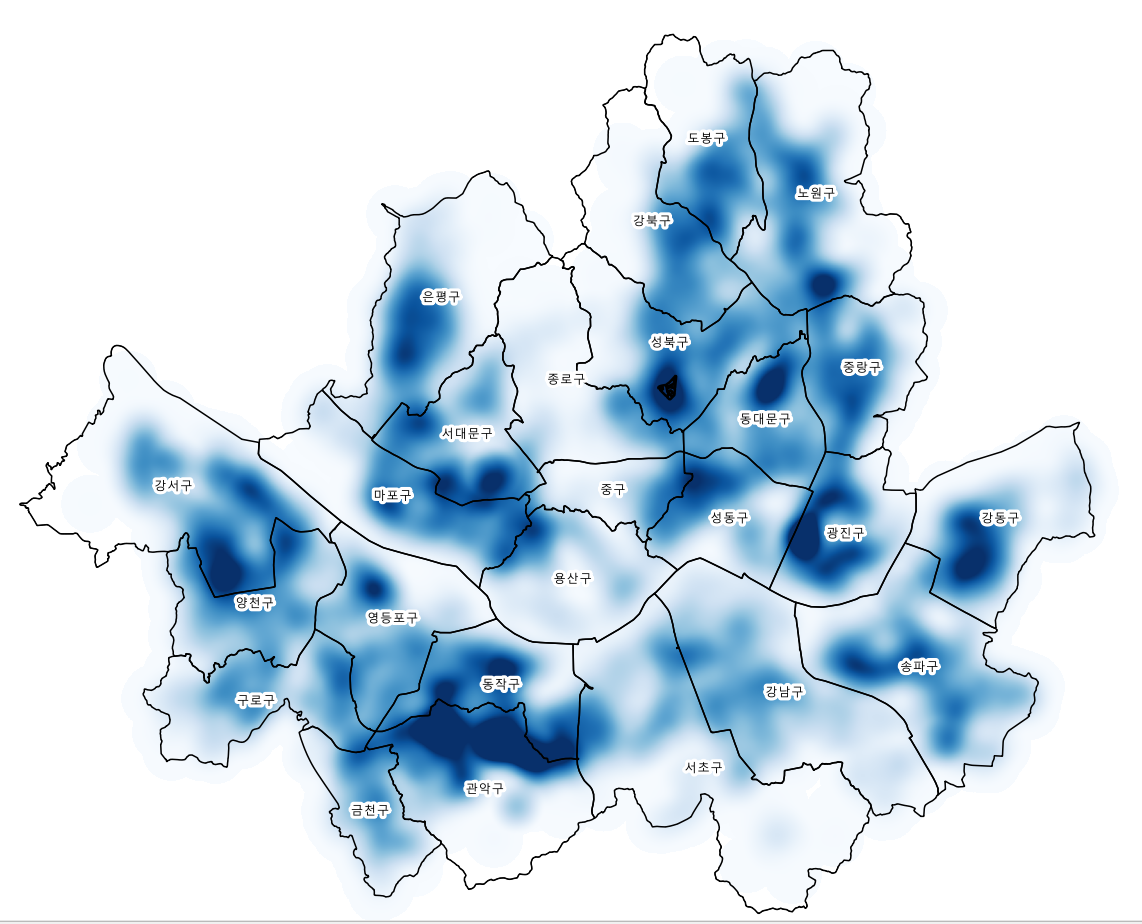 도봉구
노원구
강북구
은평구
성북구
중랑구
종로구
동대문구
서대문구
강서구
중구
마포구
성동구
강동구
광진구
용산구
양천구
영등포구
송파구
동작구
강남구
구로구
서초구
관악구
금천구